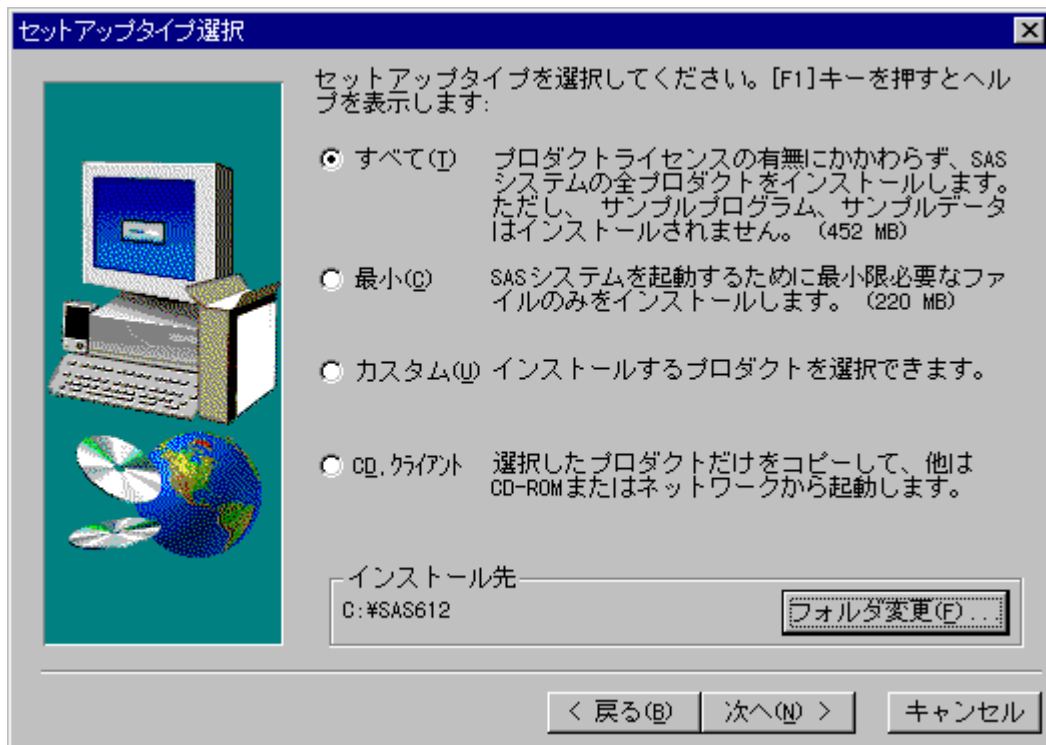 セットアップタイプ選択
セットアップタイプを選択してください。[F1]キーを押すとヘル
プを表示します:
すべて(T) プロダクトライセンスの有無にかかわらず、SAS
システムの全プロダクトをインストールします。
ただし、 サンプルプログラム、サンプルデータ
はインストールされません。 (452 MB)
最小(C) SASシステムを起動するために最小限必要なファ
イルのみをインストールします。 (220 MB)
カスタム(U) インストールするプロダクトを選択できます。
CD,クライアント 選択したプロダクトだけをコピーして、他は
CD-ROMまたはネットワークから起動します。
インストール先
C:¥SAS612 フォルダ変更(F)...
< 戻る(B) 次へ(N) > キャンセル